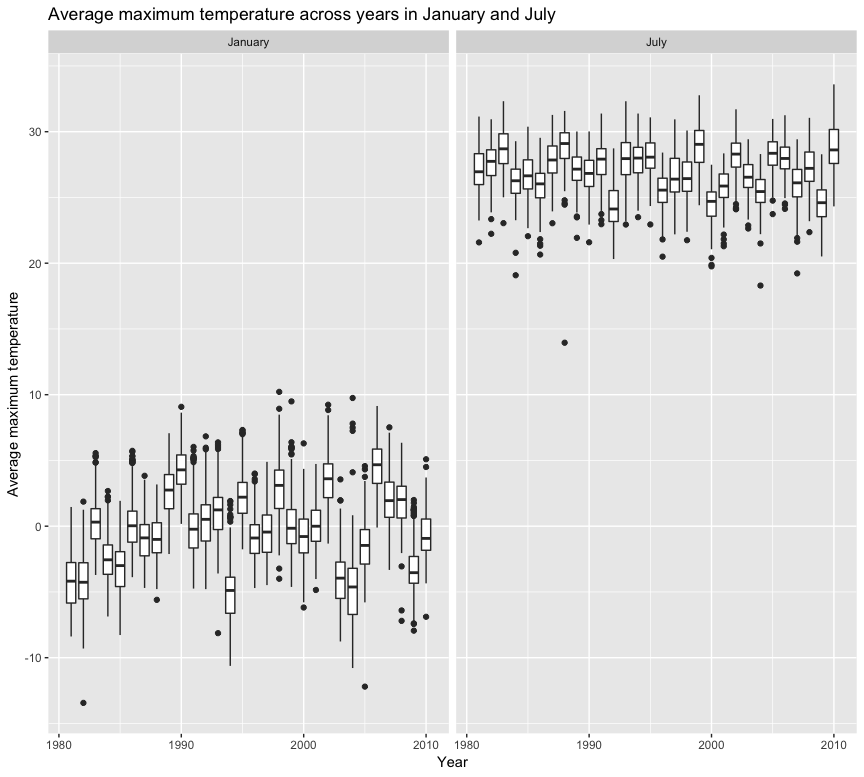 Average maximum temperature across years in January and July
January
July
Average maximum temperature
30
20
10
0
-10
1980
1990
2000
2010
1980
1990
2000
2010
Year